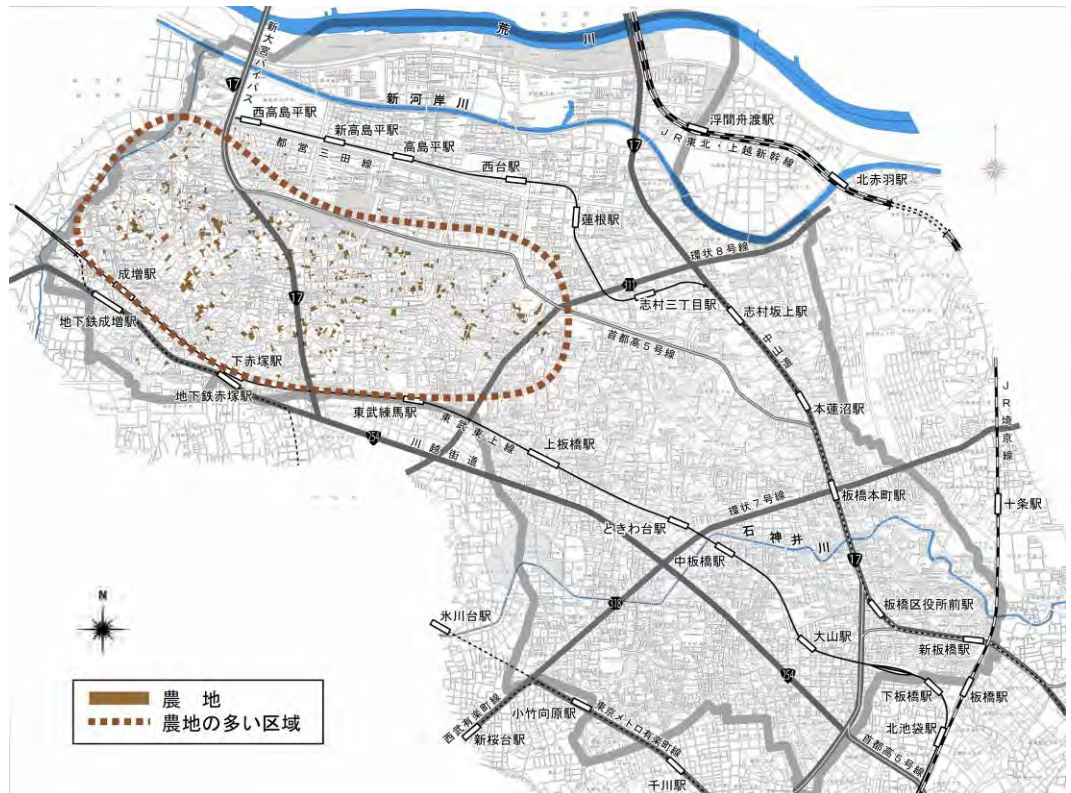 荒川
新大宮バイパス
17
新河岸川
浮間舟渡駅
西高島平駅
新高島平駅
高島平駅
都営三田線
17
JR東北・上越新幹線
西台駅
北赤羽駅
蓮根駅
環状8号線
成増駅
311
志村三丁目駅
17
地下鉄成増駅
志村坂上駅
首都高5号線
中山道
下赤塚駅
地下鉄赤塚駅
JR埼京線
東武練馬駅
本蓮沼駅
東武東上線
254
川越街道
上板橋駅
板橋本町駅
環状7号線
十条駅
ときわ台駅
石神井川
中板橋駅
17
N
318
板橋区役所前駅
氷川台駅
大山駅
新板橋駅
254
農地
下板橋駅
板橋駅
西武有楽町線
小竹向原駅
東京メトロ有楽町線
農地の多い区域
新桜台駅
北池袋駅
首都高5号線
千川駅